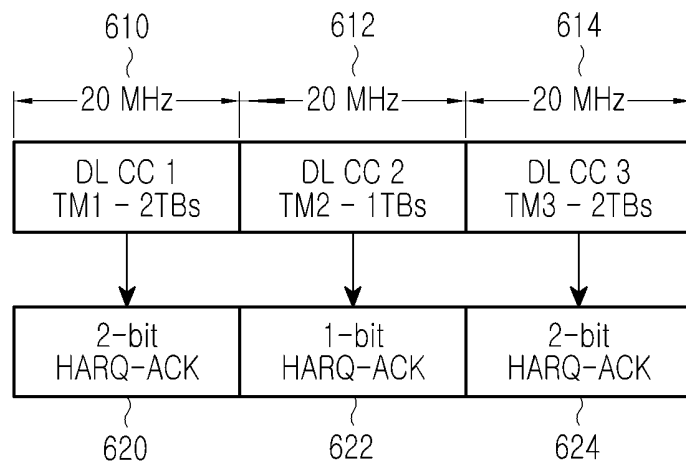 610 612 614
20 MHz 20 MHz 20 MHz
DL CC 1 DL CC 2 DL CC 3
TM1 - 2TBs TM2 - 1TBs TM3 - 2TBs
2-bit 1-bit 2-bit
HARQ-ACK HARQ-ACK HARQ-ACK
620 622 624